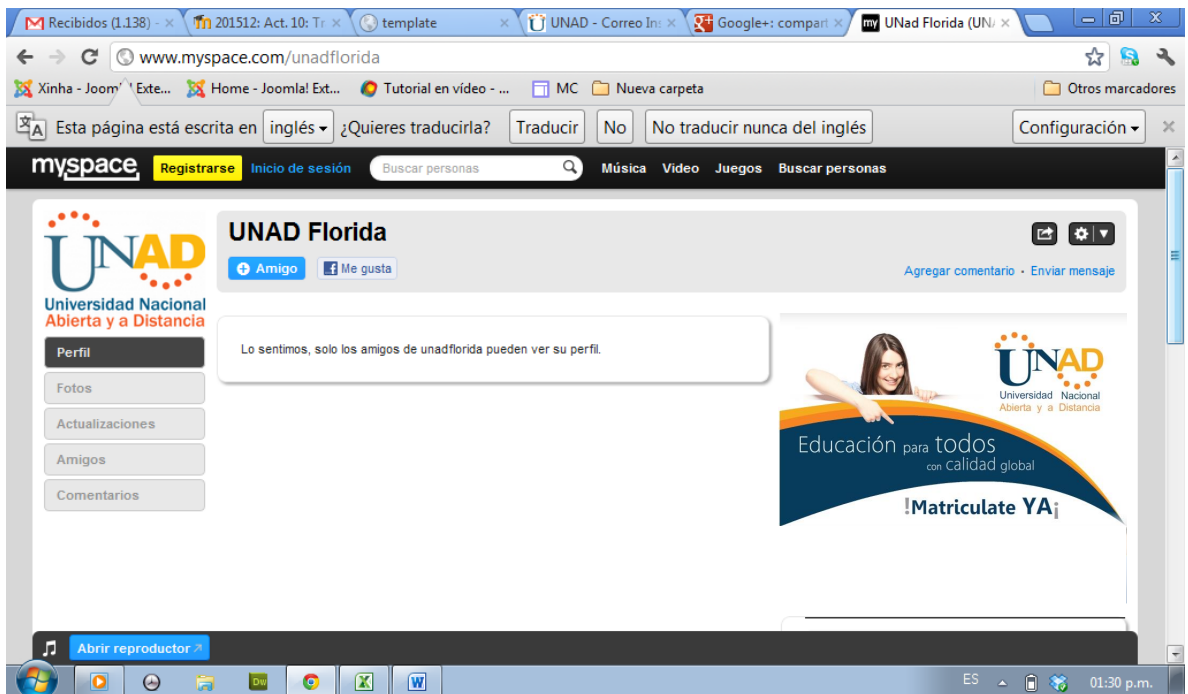 Recibidos (1.138) -
201512: Act. 10: Tr
template
UNAD - Correo In
Google+: compart
UNad Florida (UN
www.myspace.com/unadflorida
Xinha - Joom Exte...
Home - Joomla! Ext...
Tutorial en vídeo - ...
MC
Nueva carpeta
Otros marcadores
Esta página está escrita en inglés ¿Quieres traducirla? Traducir No No traducir nunca del inglés Configuración
myspace Registrarse Inicio de sesión Buscar personas Música Video Juegos Buscar personas
UNAD
Universidad Nacional
Abierta y a Distancia
UNAD Florida
Amigo
Me gusta
Agregar comentario - Enviar mensaje
Perfil
Fotos
Actualizaciones
Amigos
Comentarios
Lo sentimos, solo los amigos de unadflorida pueden ver su perfil.
UNAD
Universidad Nacional
Abierta y a Distancia
Educación para todos
con calidad global
!Matriculate YA¡
Abrir reproductor
Dw
ES
01:30 p.m.